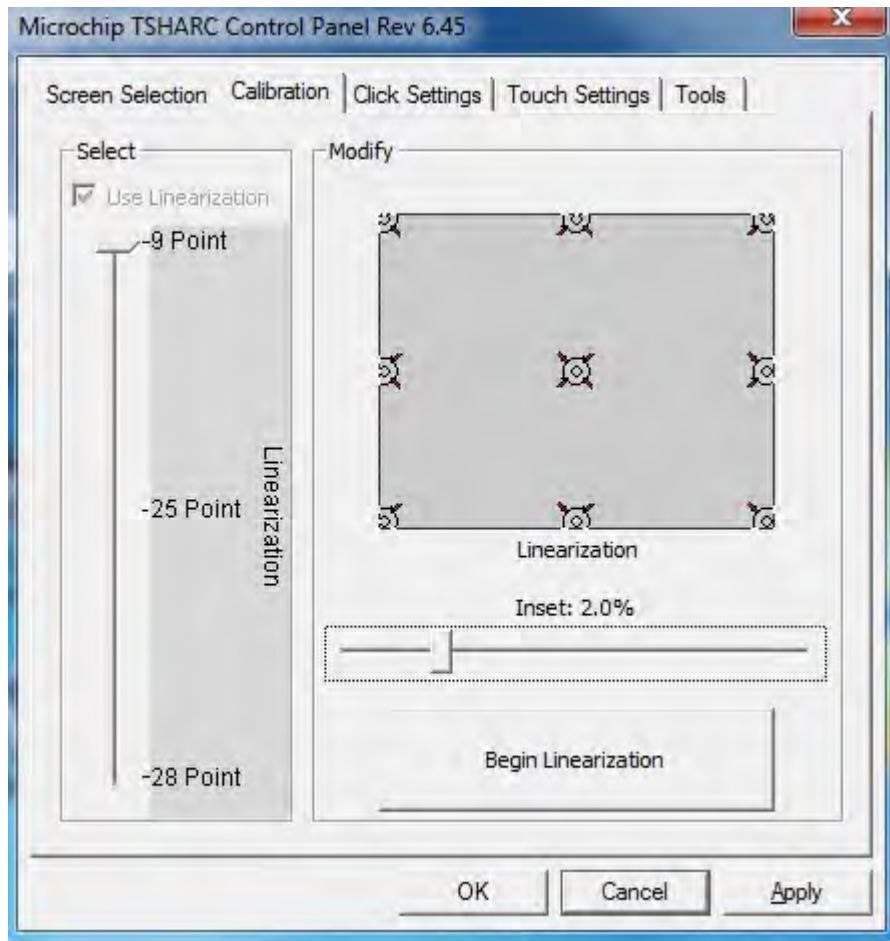 Microchip TSHARC Control Panel Rev 6.45
Screen Selection Calibration Click Settings Touch Settings Tools
Select
Use Linearization
-9 Point
-25 Point
-28 Point
Linearization
Modify
Linearization
Inset: 2.0%
Begin Linearization
OK Cancel Apply